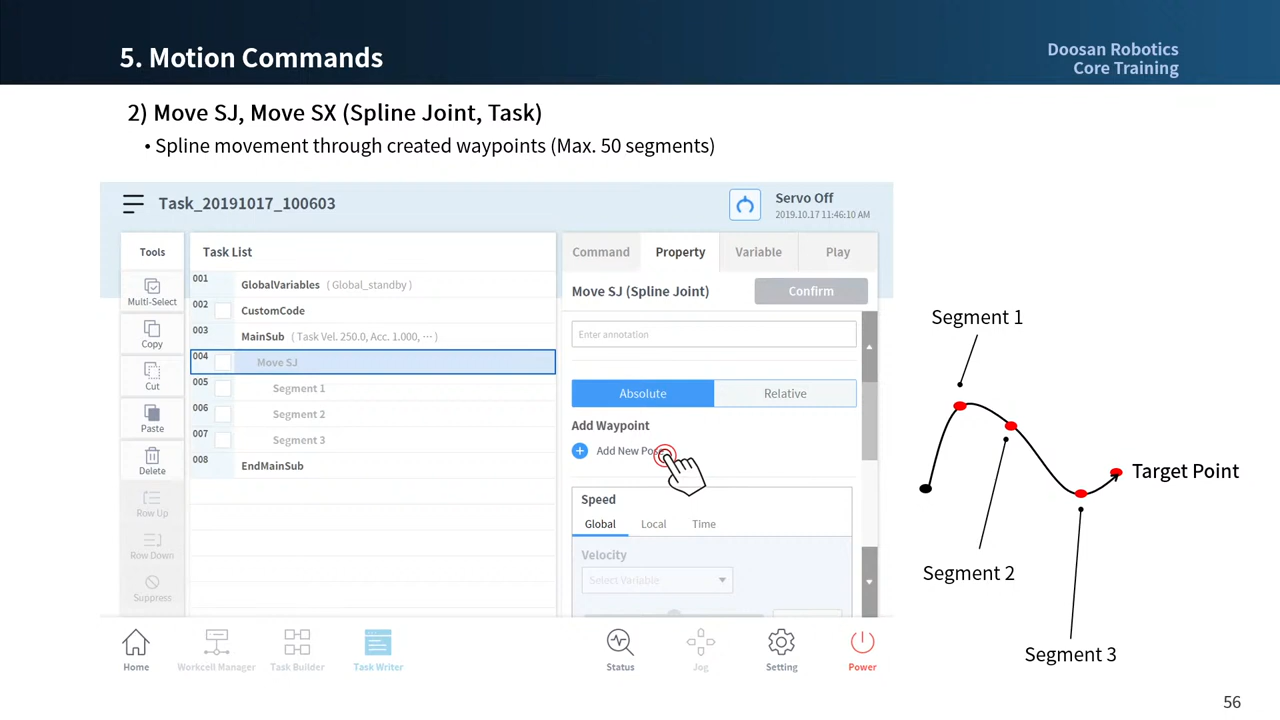 5. Motion Commands
Doosan Robotics
Core Training
2) Move SJ, Move SX (Spline Joint, Task)
• Spline movement through created waypoints (Max. 50 segments)
Task_20191017_100603
Servo Off
2019.10.17 11:46:10 AM
Tools
Multi-Select
Copy
Cut
Paste
Delete
Row Up
Row Down
Suppress
Task List
001 GlobalVariables ( Global_standby )
002 CustomCode
003 MainSub ( Task Vel. 250.0, Acc. 1.000, ··· )
004 Move SJ
005 Segment 1
006 Segment 2
007 Segment 3
008 EndMainSub
Command Property Variable Play
Move SJ (Spline Joint) Confirm
Enter annotation
Absolute Relative
Add Waypoint
+ Add New
Speed
Global Local Time
Velocity
Select Variable
Home Workcell Manager Task Builder Task Writer Status Jog Setting Power
Segment 1
Target Point
Segment 2
Segment 3
56